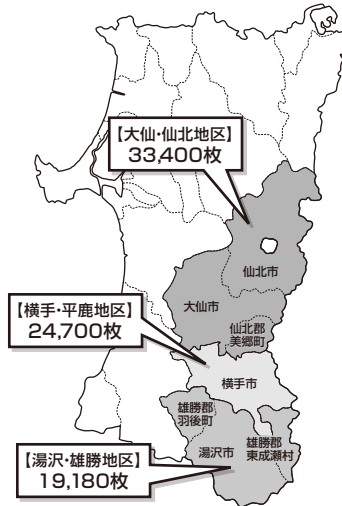 【大仙・仙北地区】
33,400枚
仙北市
大仙市
仙北郡
美郷町
【横手・平鹿地区】
24,700枚
横手市
雄勝郡
羽後町
【湯沢・雄勝地区】
19,180枚
湯沢市
雄勝郡
東成瀬村